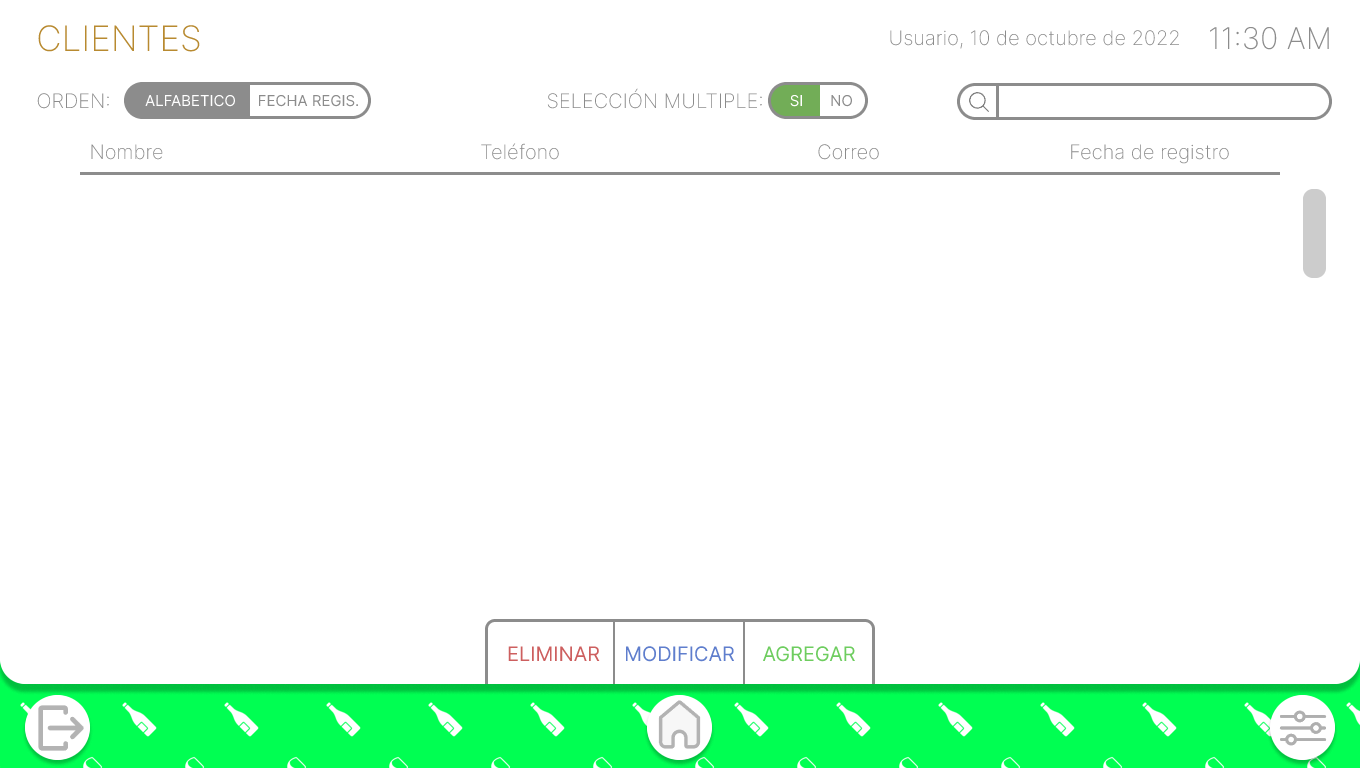 CLIENTES
Usuario, 10 de octubre de 2022 11:30 AM
ORDEN: ALFABETICO FECHA REGIS. SELECCIÓN MULTIPLE: SI NO
Nombre Teléfono Correo Fecha de registro
ELIMINAR MODIFICAR AGREGAR